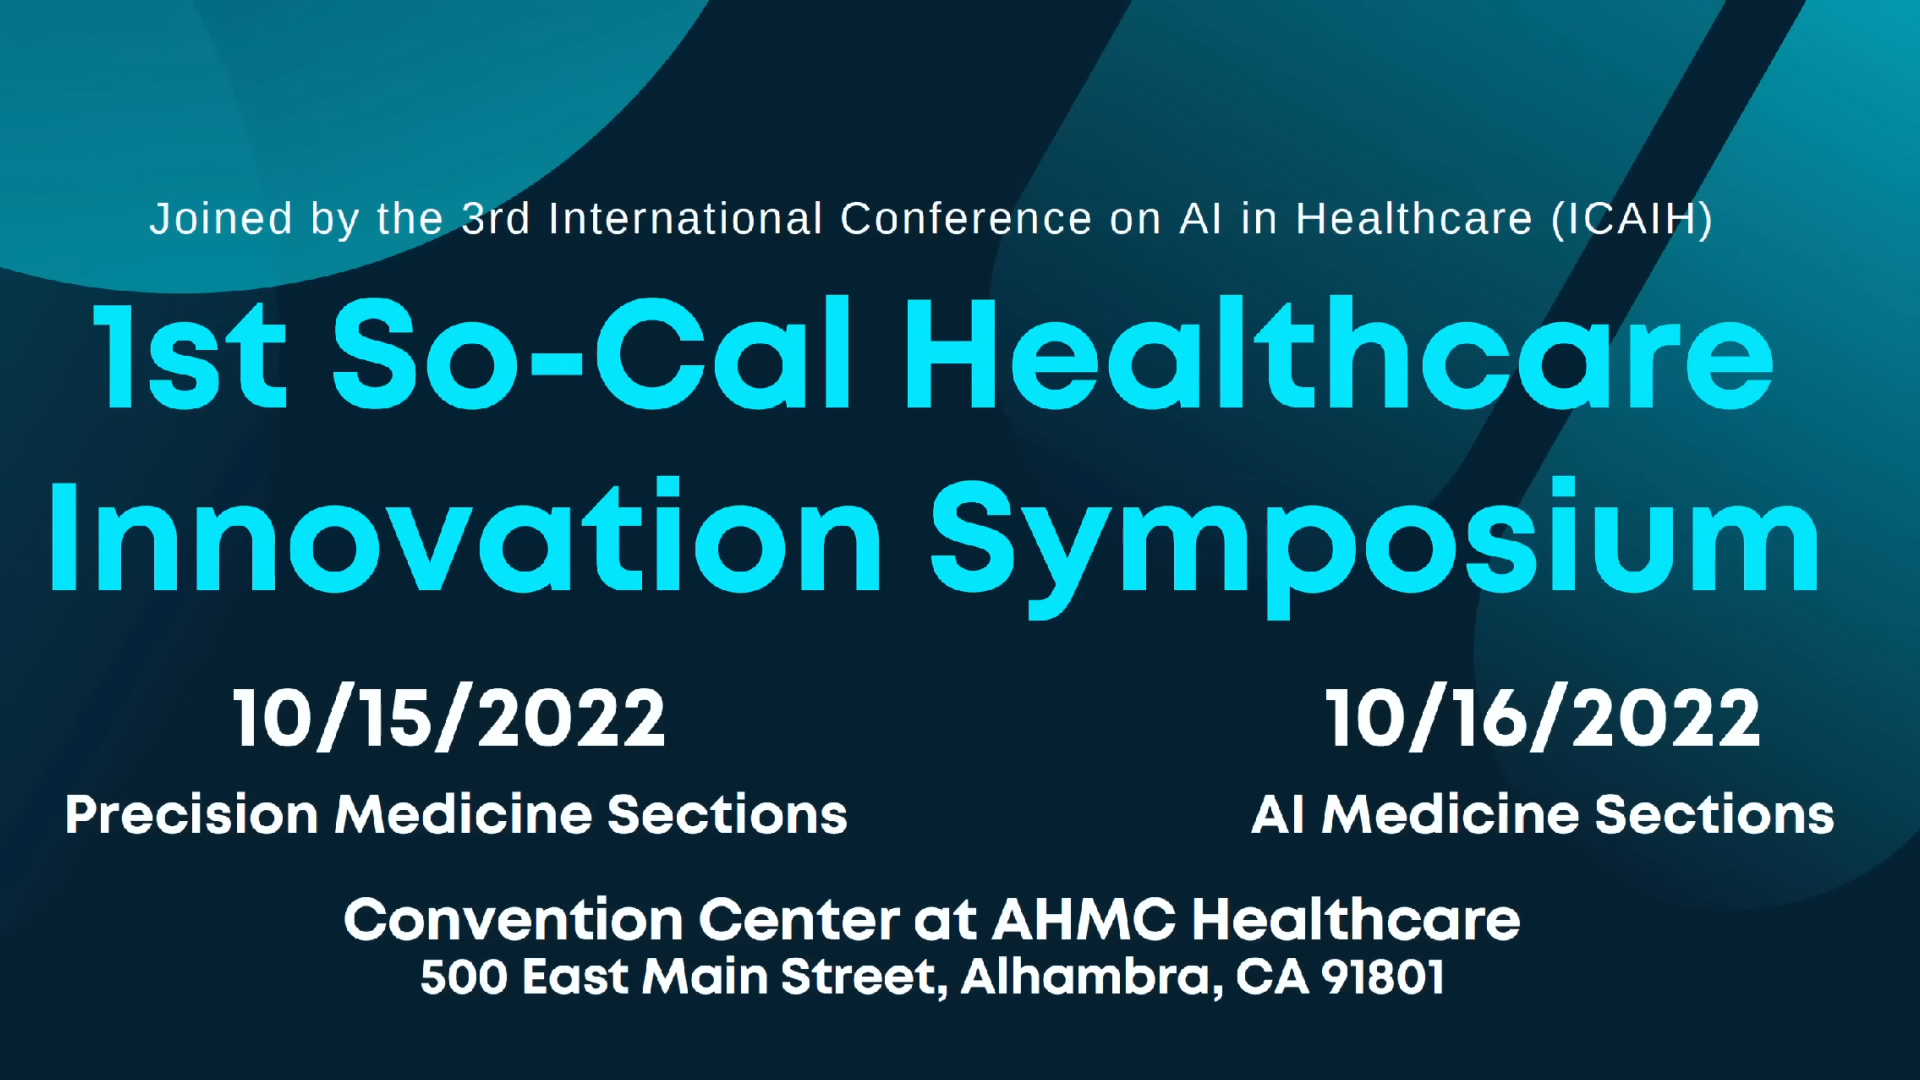 Joined by the 3rd International Conference on AI in Healthcare (ICAIH)
1st So-Cal Healthcare
Innovation Symposium
10/15/2022
Precision Medicine Sections
10/16/2022
AI Medicine Sections
Convention Center at AHMC Healthcare
500 East Main Street, Alhambra, CA 91801